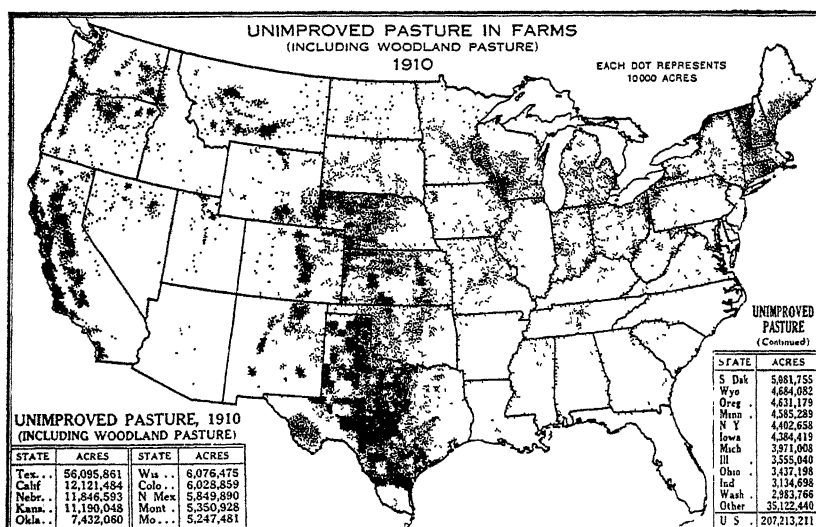 UNIMPROVED PASTURE IN FARMS
(INCLUDING WOODLAND PASTURE)
1910
EACH DOT REPRESENTS
10000 ACRES
UNIMPROVED PASTURE, 1910
(INCLUDING WOODLAND PASTURE)
STATE ACRES STATE ACRES
Tex... 56,095,861 Wis... 6,076,475
Calif 12,121,484 Colo... 6,028,859
Nebr.. 11,846,593 N Mex 5,849,890
Kans.. 11,190,048 Mont. 5,350,928
Okla.. 7,432,060 Mo... 5,247,481
UNIMPROVED
PASTURE
(Continued)
STATE ACRES
S Dak 5,081,755
Wyo 4,684,082
Oreg. 4,631,179
Minn. 4,585,289
N Y 4,402,658
Iowa 4,384,419
Mich 3,971,008
Ill 3,555,040
Ohio. 3,437,198
Ind 3,134,698
Wash. 2,983,766
Other 35,122,440
U S. 207,213,211